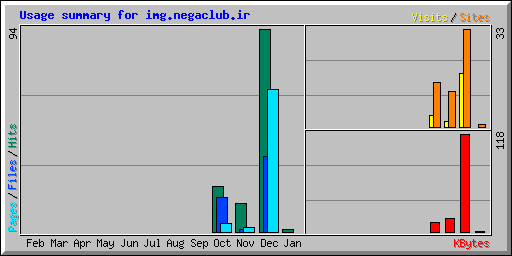 Usage summary for img.negaclub.ir
Visits/Sites
94
33
118
Pages/Files/Hits
Feb Mar Apr May Jun Jul Aug Sep Oct Nov Dec Jan
KBytes